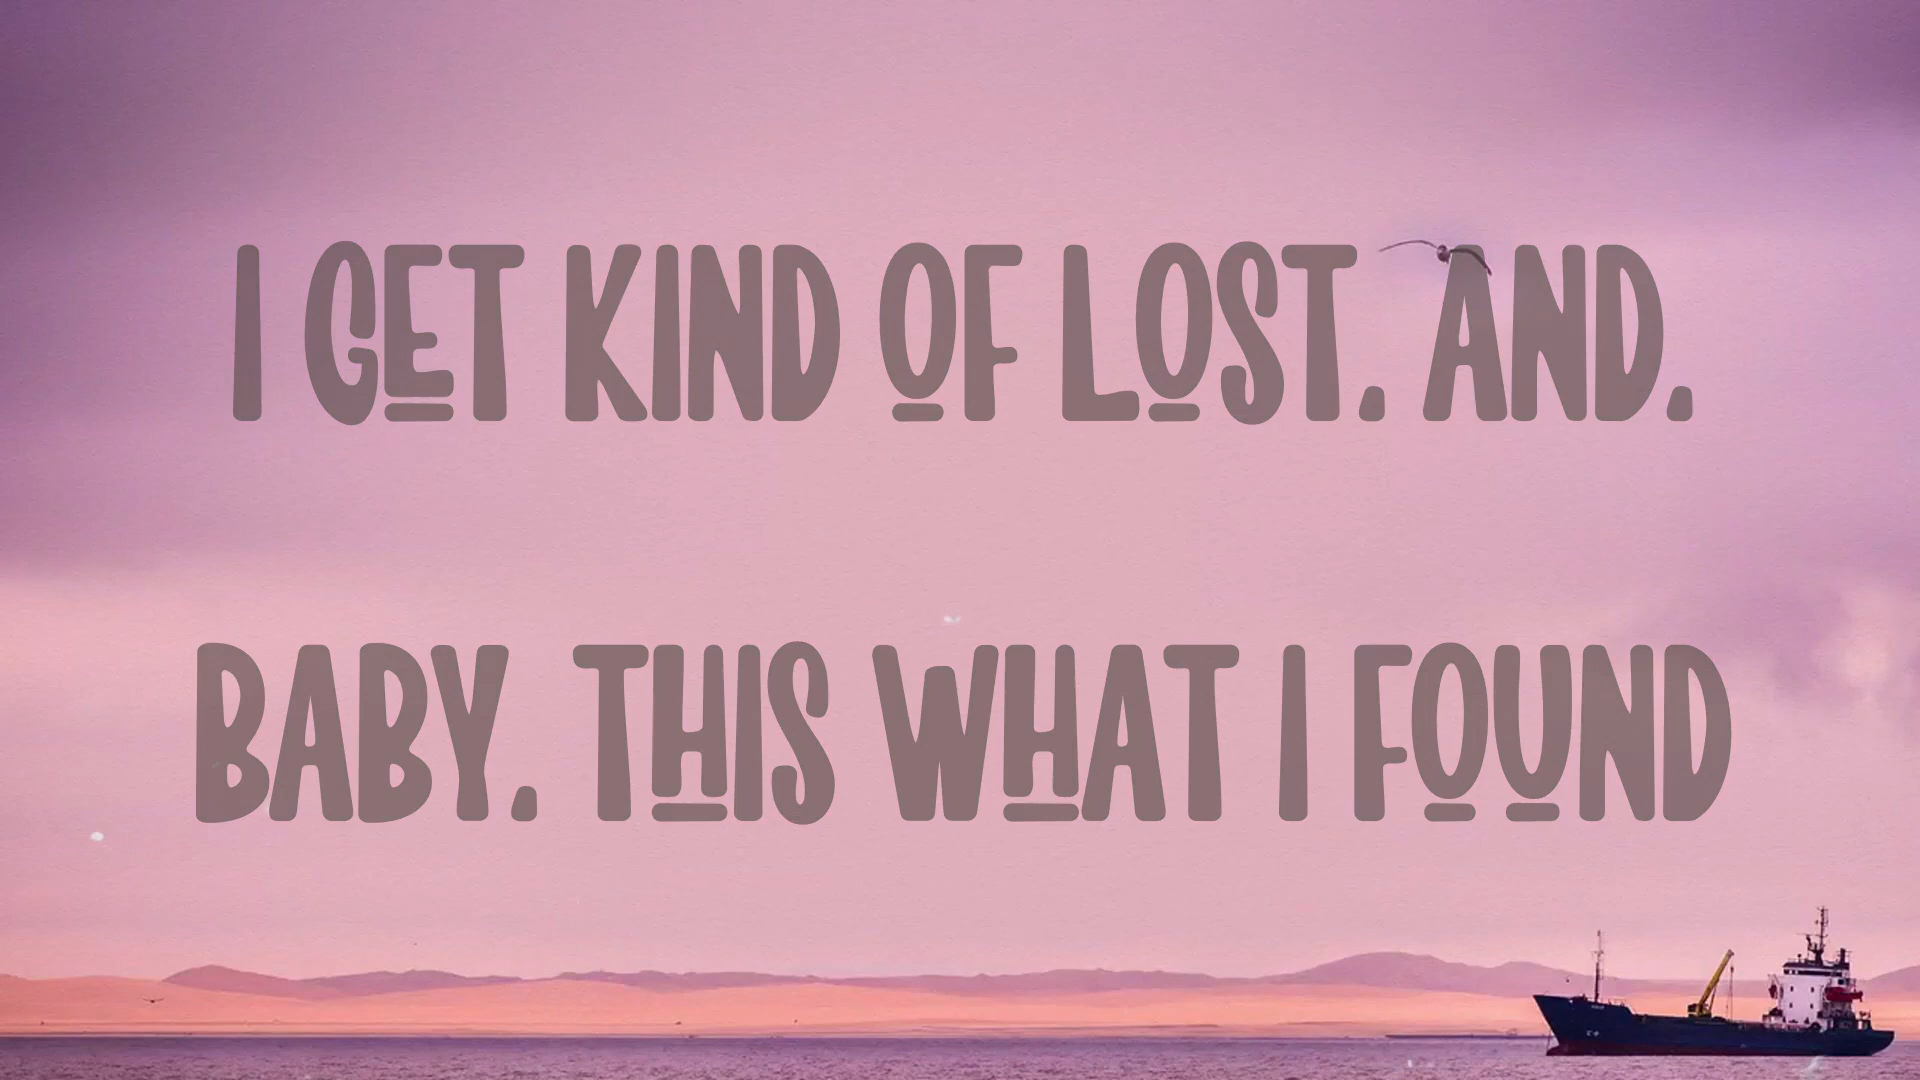 I GET KIND OF LOST. AND.
BABY. THIS WHAT I FOUND